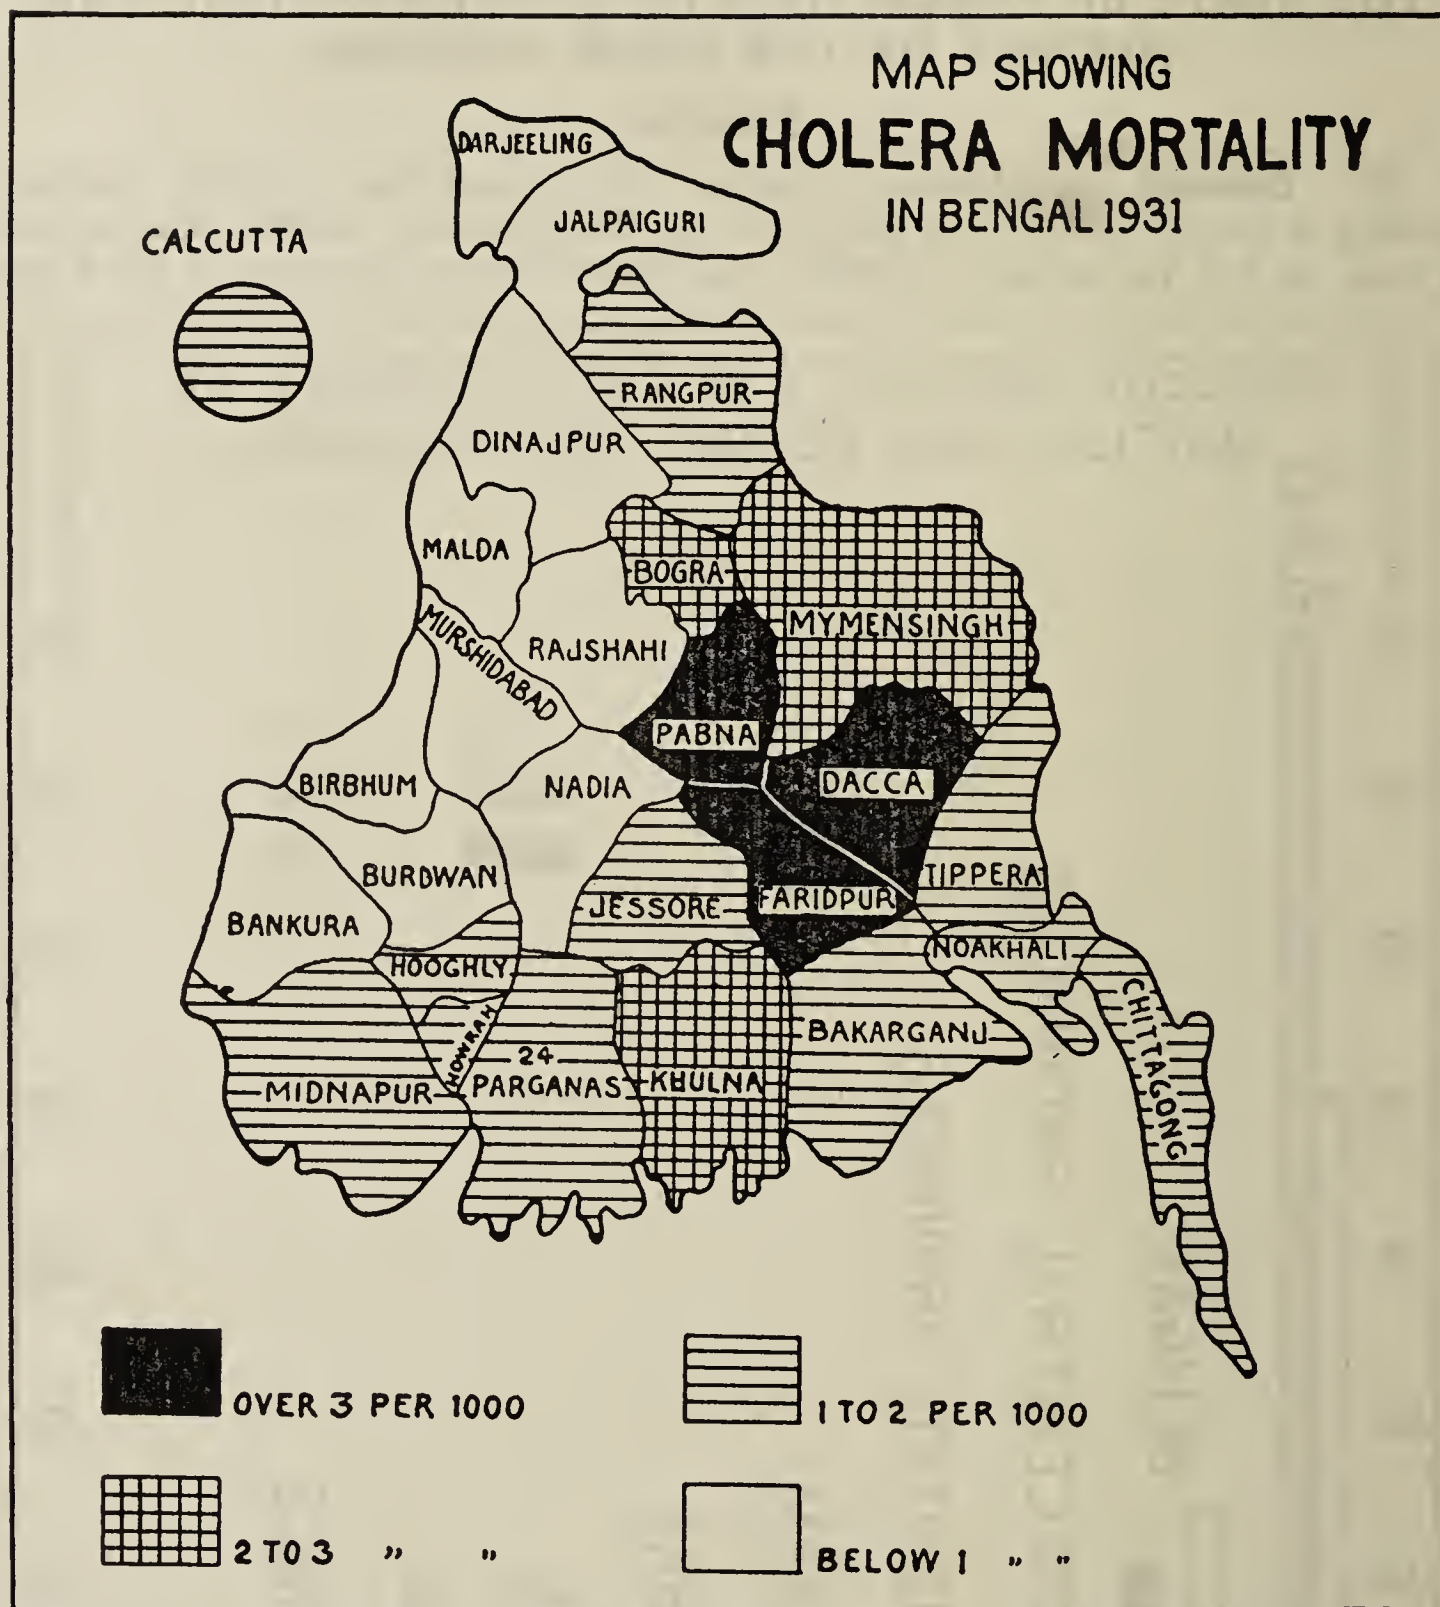 MAP SHOWING
CHOLERA MORTALITY
IN BENGAL 1931
CALCUTTA
DARJEELING
JALPAIGURI
RANGPUR
DINAJPUR
MALDA
BOGRA
MYMENSINGH
MURSHIDABAD
RAJSHAHI
PABNA
DACCA
BIRBHUM
NADIA
BURDWAN
TIPPERA
JESSORE
FARIDPUR
BANKURA
NOAKHALI
HOOGHLY
CHITTAGONG
HOWRAH
BAKARGANJ
24
PARGANAS
KHULNA
MIDNAPUR
OVER 3 PER 1000
1 TO 2 PER 1000
2 TO 3 " "
BELOW 1 " "